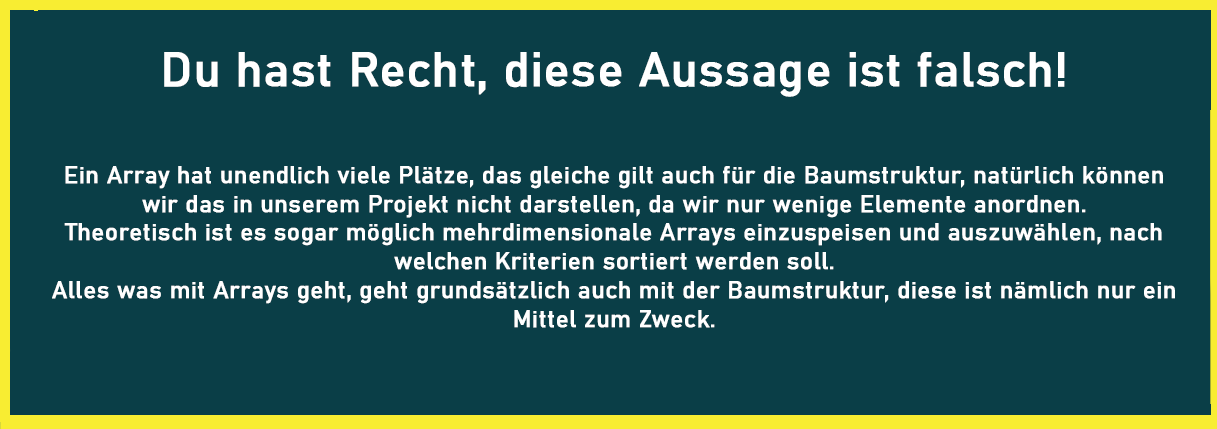 Du hast Recht, diese Aussage ist falsch!
Ein Array hat unendlich viele Plätze, das gleiche gilt auch für die Baumstruktur, natürlich können
wir das in unserem Projekt nicht darstellen, da wir nur wenige Elemente anordnen.
Theoretisch ist es sogar möglich mehrdimensionale Arrays einzuspeisen und auszuwählen, nach
welchen Kriterien sortiert werden soll.
Alles was mit Arrays geht, geht grundsätzlich auch mit der Baumstruktur, diese ist nämlich nur ein
Mittel zum Zweck.